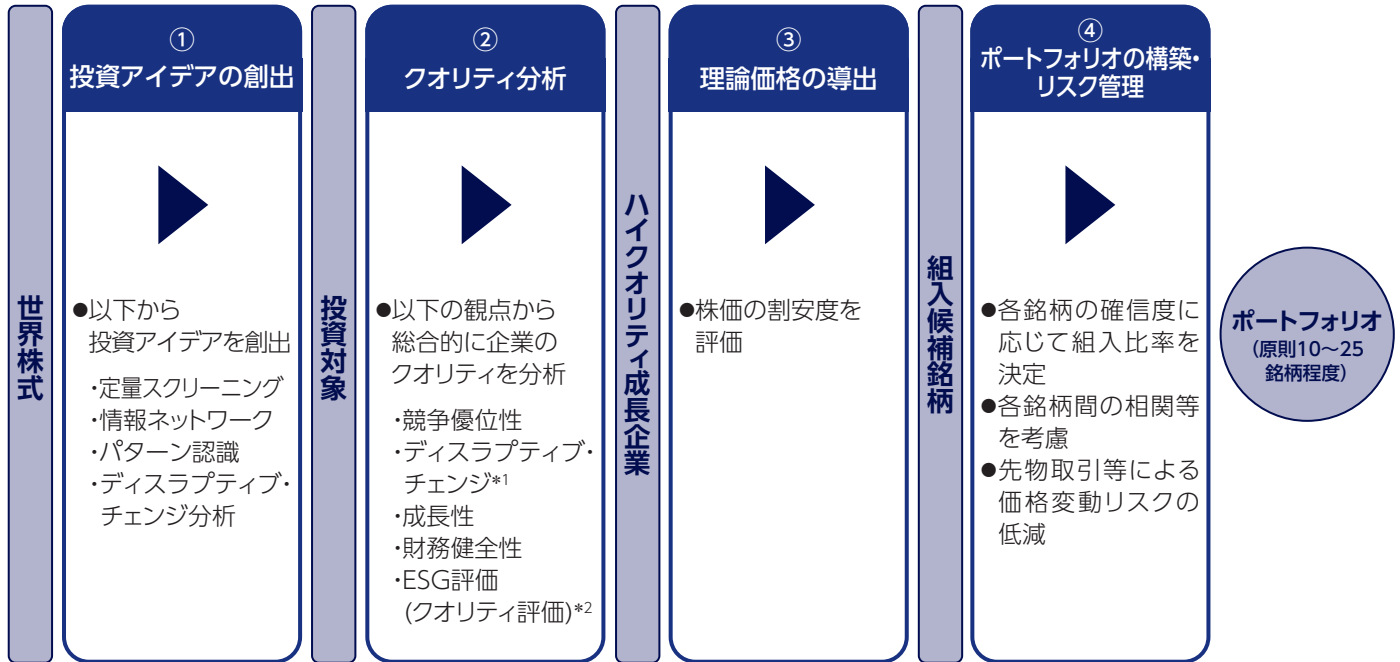 世界株式
①
投資アイデアの創出
●以下から
投資アイデアを創出
・定量スクリーニング
・情報ネットワーク
・パターン認識
・ディスラプティブ・
チェンジ分析
投資対象
②
クオリティ分析
●以下の観点から
総合的に企業の
クオリティを分析
・競争優位性
・ディスラプティブ・
チェンジ*1
・成長性
・財務健全性
・ESG評価
(クオリティ評価)*2
ハイクオリティ成長企業
③
理論価格の導出
●株価の割安度を
評価
組入候補銘柄
④
ポートフォリオの構築・
リスク管理
●各銘柄の確信度に
応じて組入比率を
決定
●各銘柄間の相関等
を考慮
●先物取引等による
価格変動リスクの
低減
ポートフォリオ
(原則10～25
銘柄程度)